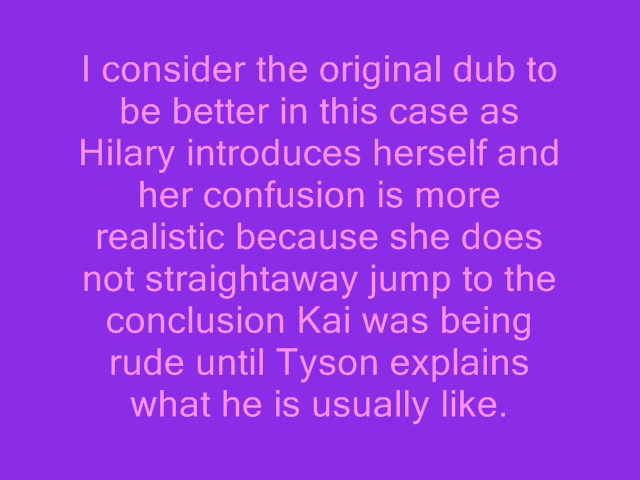 I consider the original dub to
be better in this case as
Hilary introduces herself and
her confusion is more
realistic because she does
not straightaway jump to the
conclusion Kai was being
rude until Tyson explains
what he is usually like.